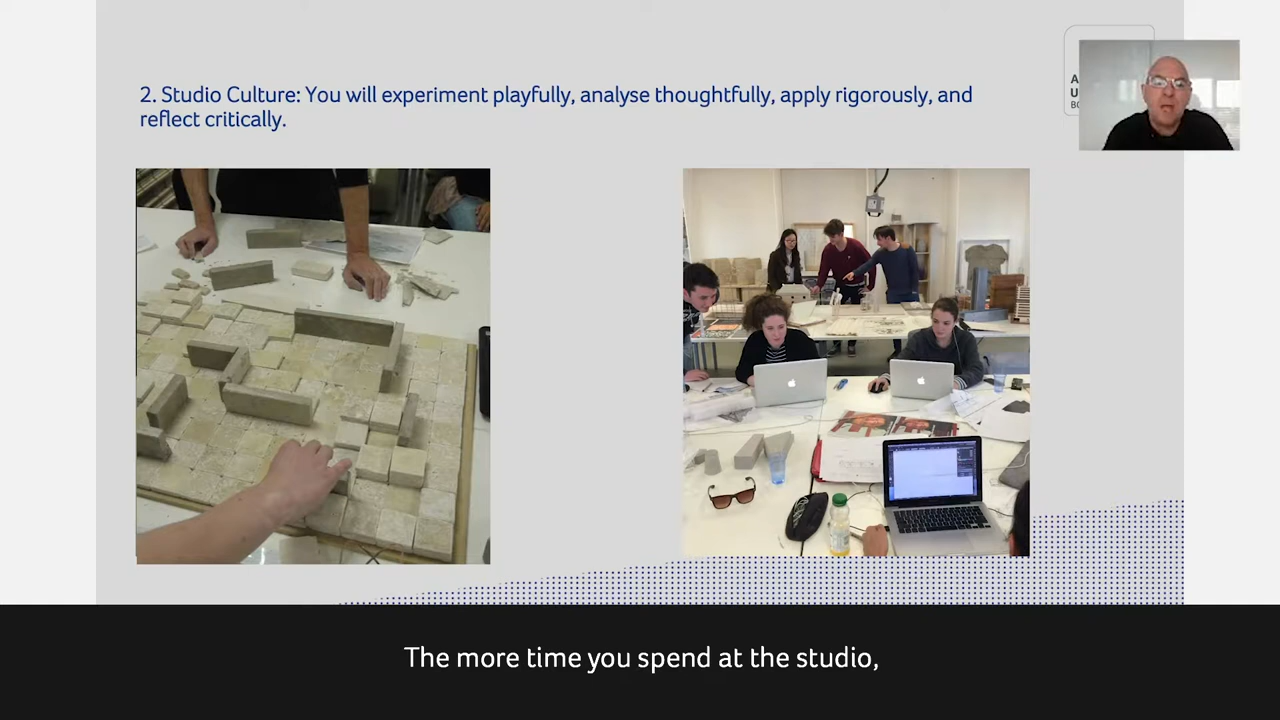 2. Studio Culture: You will experiment playfully, analyse thoughtfully, apply rigorously, and
reflect critically.
A
U
BO
The more time you spend at the studio,